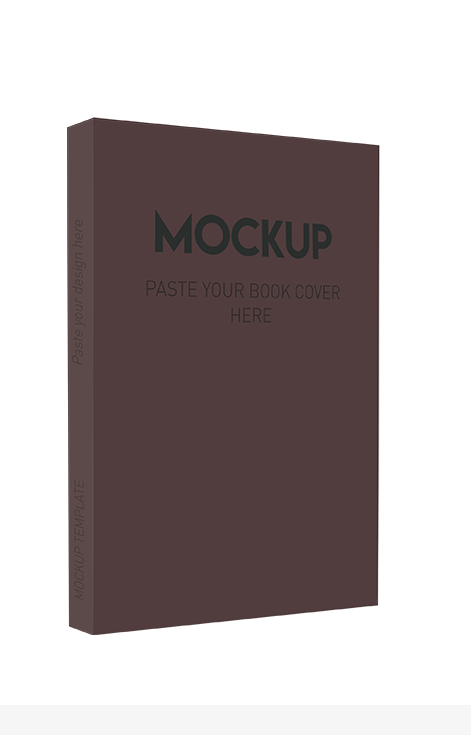 MOCKUP
PASTE YOUR BOOK COVER
HERE
Paste your design here
MOCKUP TEMPLATE